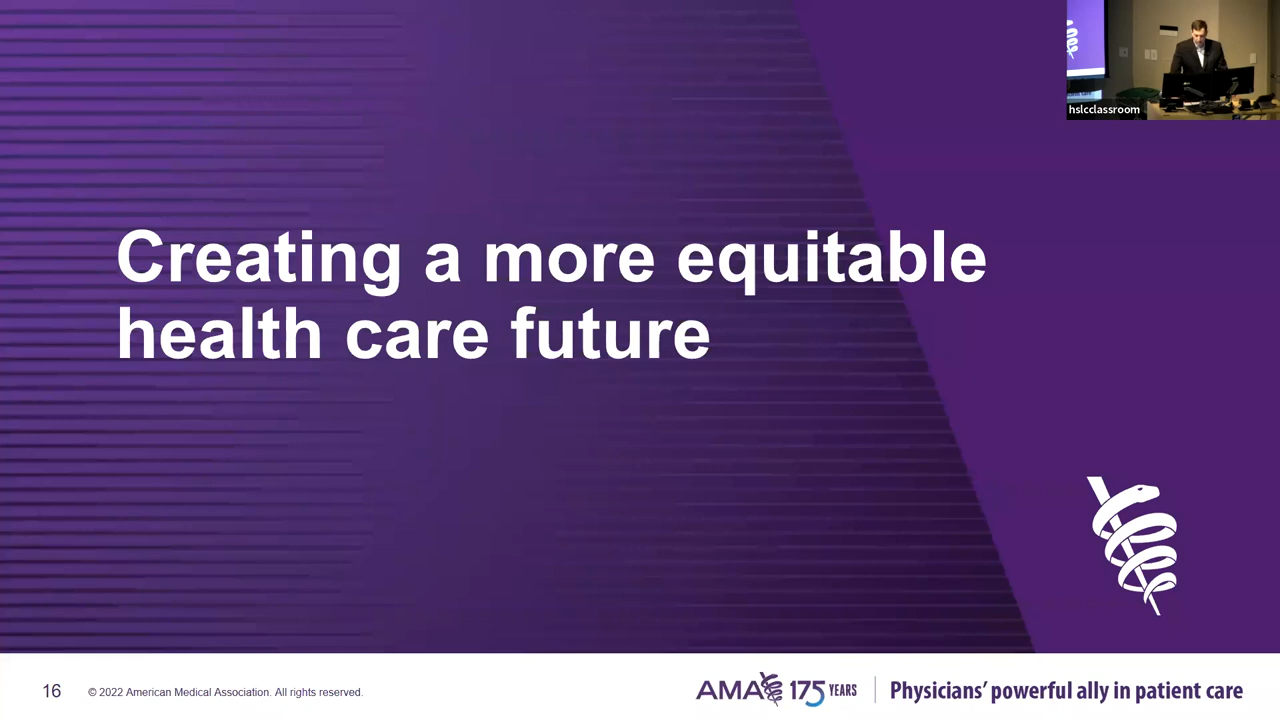 hslcclassroom
Creating a more equitable
health care future
16
© 2022 American Medical Association. All rights reserved.
AMA 175 YEARS
Physicians’ powerful ally in patient care